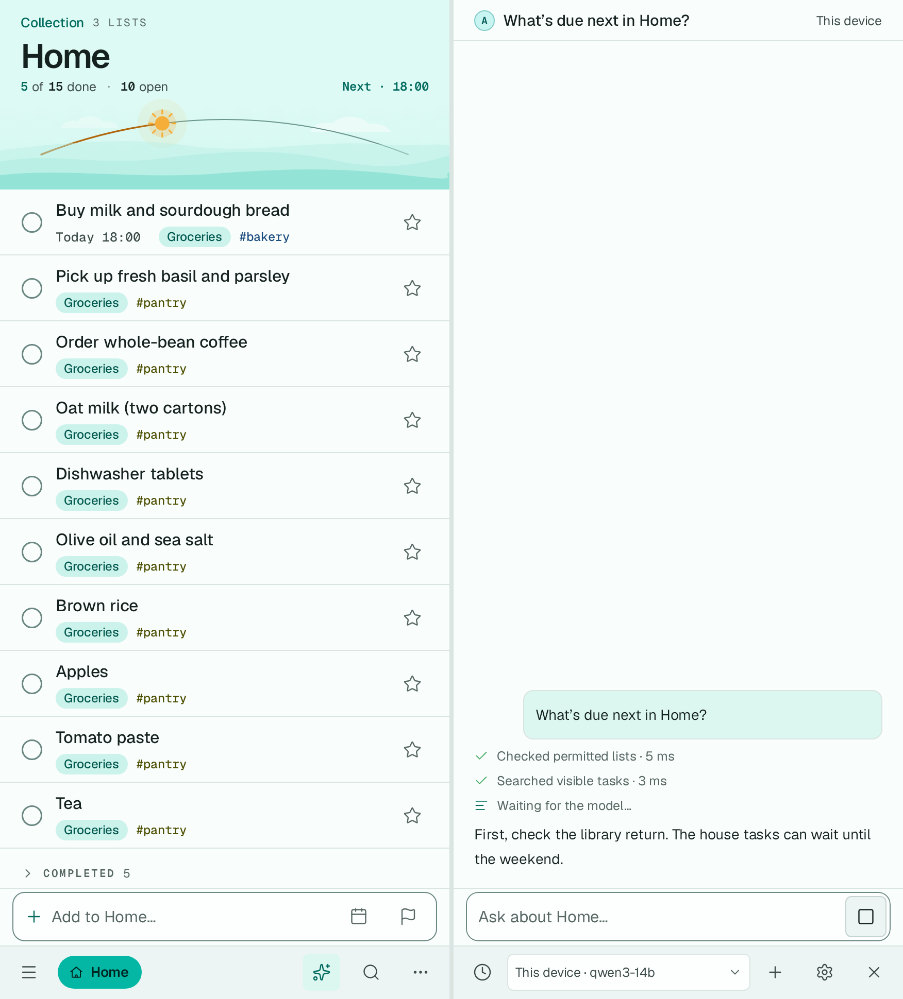 Collection 3 LISTS
Home
5 of 15 done · 10 open
Next · 18:00
Buy milk and sourdough bread
Today 18:00 Groceries #bakery
Pick up fresh basil and parsley
Groceries #pantry
Order whole-bean coffee
Groceries #pantry
Oat milk (two cartons)
Groceries #pantry
Dishwasher tablets
Groceries #pantry
Olive oil and sea salt
Groceries #pantry
Brown rice
Groceries #pantry
Apples
Groceries #pantry
Tomato paste
Groceries #pantry
Tea
Groceries #pantry
COMPLETED 5
Add to Home…
Home
A What’s due next in Home?
This device
What’s due next in Home?
Checked permitted lists · 5 ms
Searched visible tasks · 3 ms
Waiting for the model…
First, check the library return. The house tasks can wait until
the weekend.
Ask about Home…
This device · qwen3-14b